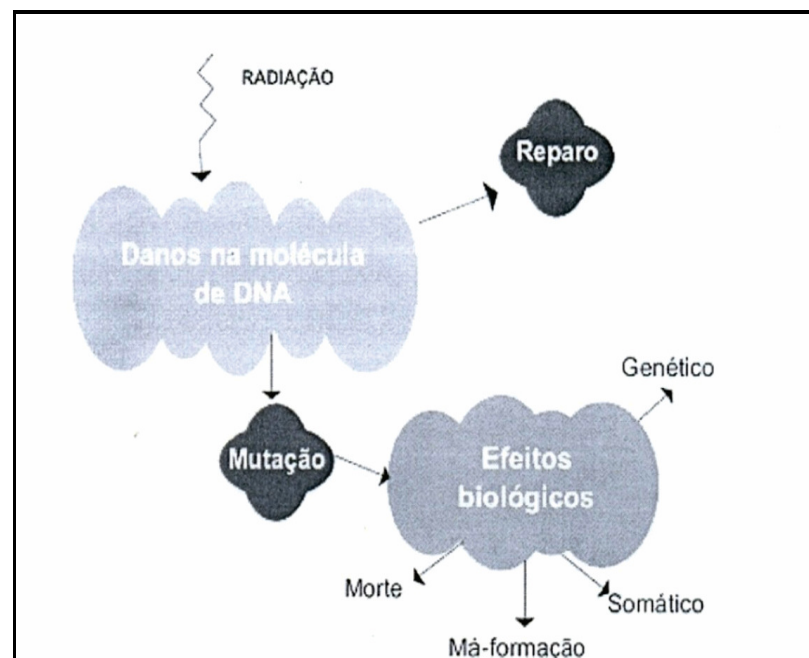 RADIAÇÃO
Reparo
Danos na molécula
de DNA
Genético
Mutação
Efeitos
biológicos
Morte
Somático
Má-formação